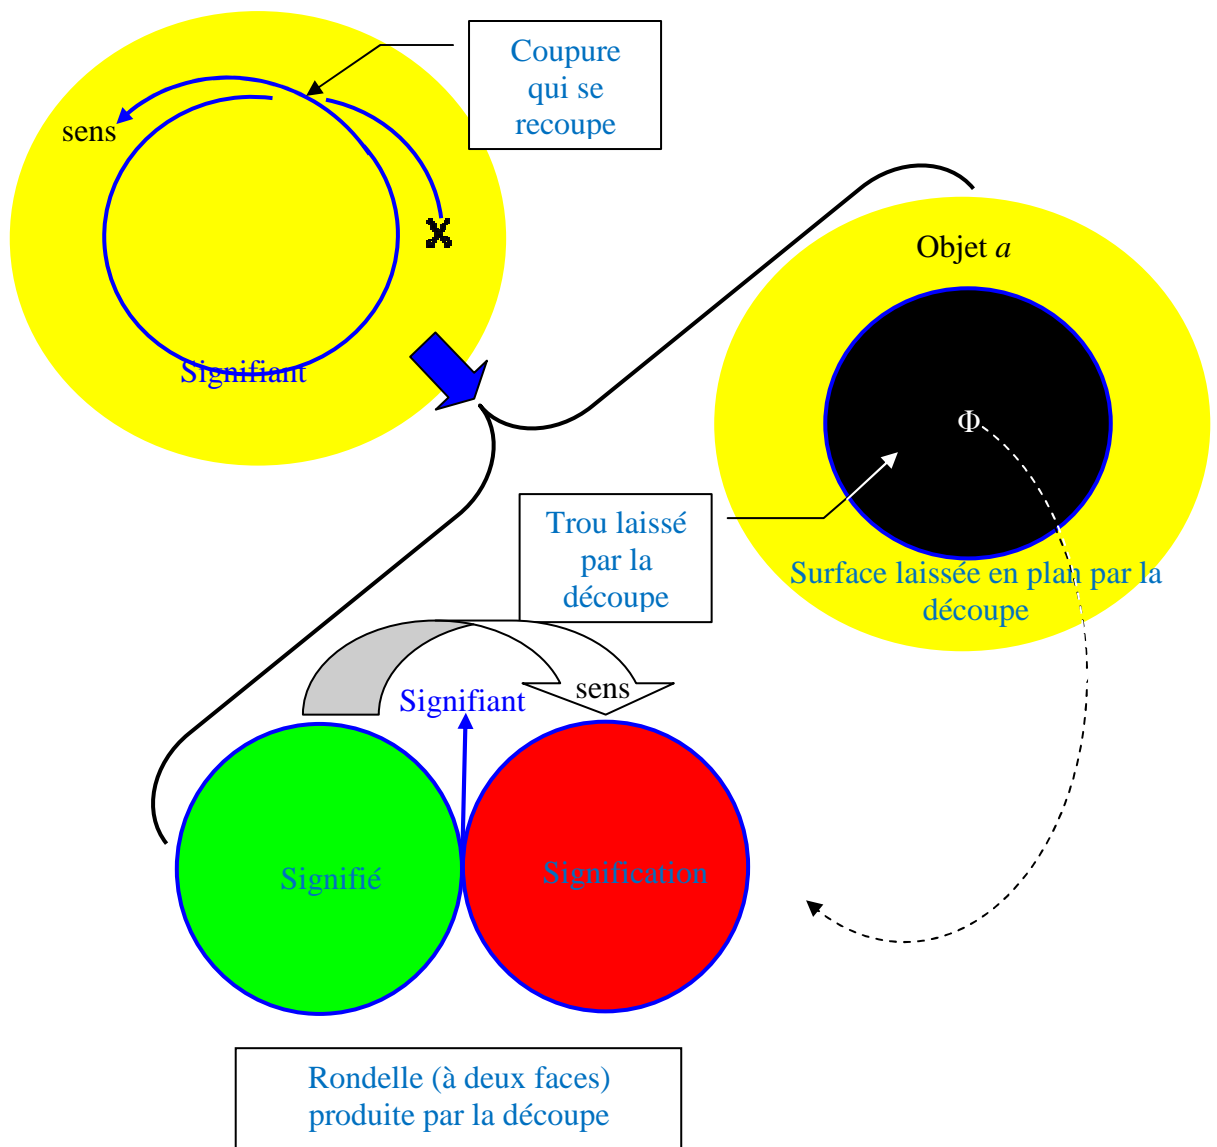 Coupure
qui se
recoupe
sens
x
Signifiant
Objet a
Φ
Trou laissé
par la
découpe
Surface laissée en plan par la
découpe
sens
Signifiant
Signifié
Signification
Rondelle (à deux faces)
produite par la découpe